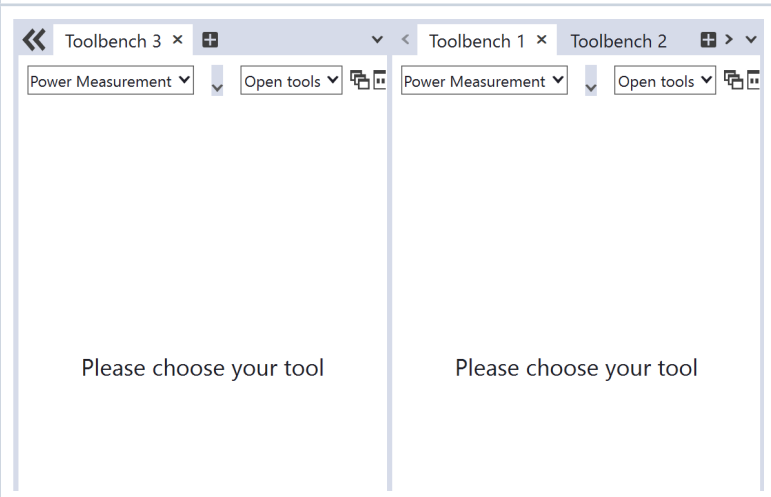 Toolbench 3
Toolbench 1 Toolbench 2
Power Measurement Open tools
Power Measurement Open tools
Please choose your tool
Please choose your tool